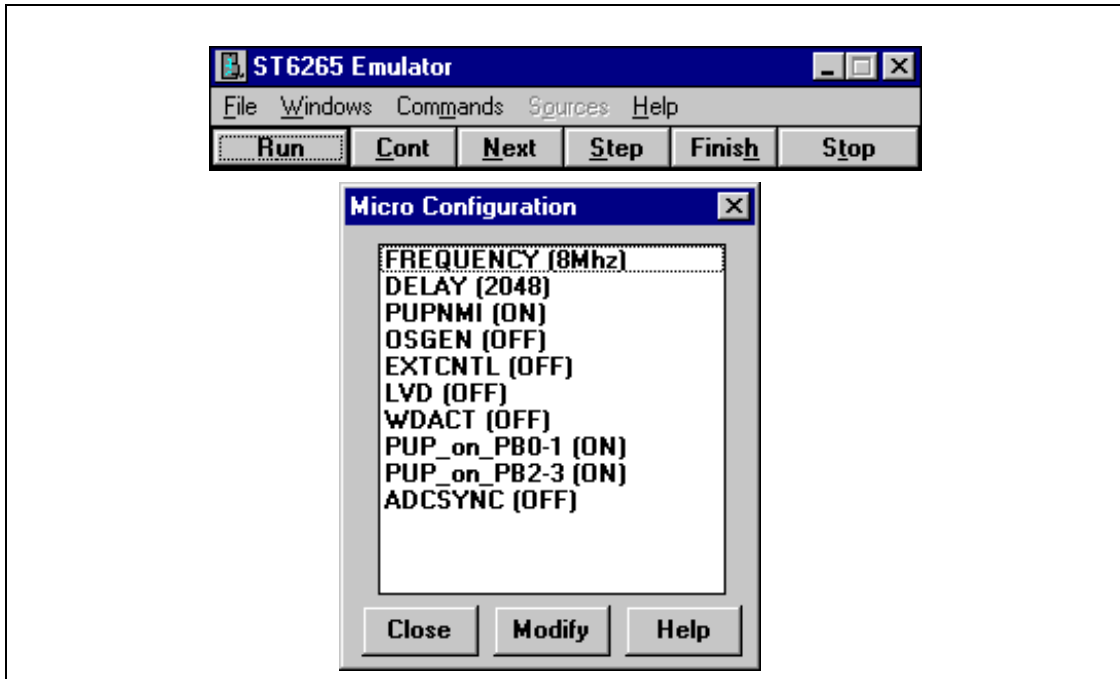 ST6265 Emulator
File Windows Commands Sources Help
Run Cont Next Step Finish Stop
Micro Configuration
FREQUENCY (8Mhz)
DELAY (2048)
PUPNMI (ON)
OSGEN (OFF)
EXTCNTL (OFF)
LVD (OFF)
WDACT (OFF)
PUP_on_PB0-1 (ON)
PUP_on_PB2-3 (ON)
ADCSYNC (OFF)
Close Modify Help